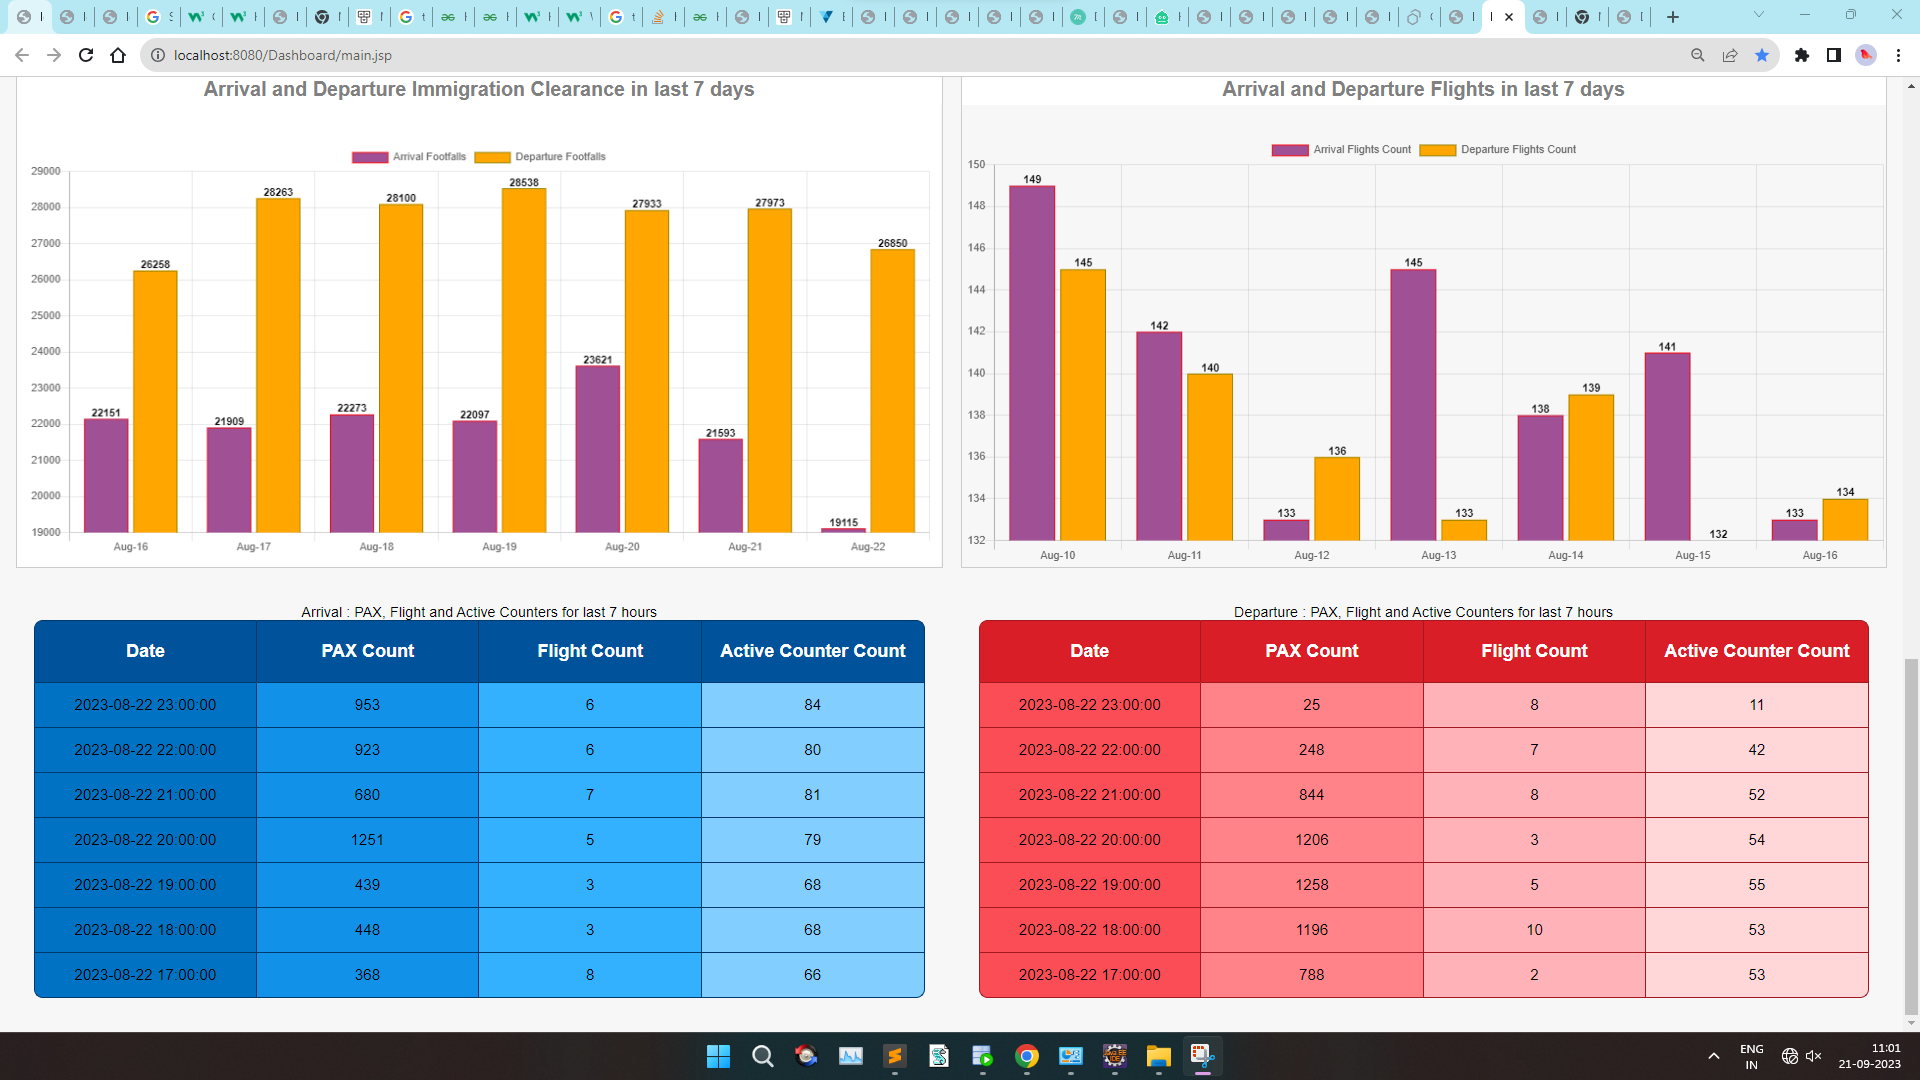 localhost:8080/Dashboard/main.jsp
Arrival and Departure Immigration Clearance in last 7 days
Arrival Footfalls Departure Footfalls
29000
28000
27000
26000
25000
24000
23000
22000
21000
20000
19000
22151 26258
21909 28263
22273 28100
22097 28538
23621 27933
21593 27973
19115 26850
Aug-16 Aug-17 Aug-18 Aug-19 Aug-20 Aug-21 Aug-22
Arrival and Departure Flights in last 7 days
Arrival Flights Count Departure Flights Count
150
148
146
144
142
140
138
136
134
132
149 145
142 140
133 136
145 133
138 139
141 132
133 134
Aug-10 Aug-11 Aug-12 Aug-13 Aug-14 Aug-15 Aug-16
Arrival : PAX, Flight and Active Counters for last 7 hours
Date PAX Count Flight Count Active Counter Count
2023-08-22 23:00:00 953 6 84
2023-08-22 22:00:00 923 6 80
2023-08-22 21:00:00 680 7 81
2023-08-22 20:00:00 1251 5 79
2023-08-22 19:00:00 439 3 68
2023-08-22 18:00:00 448 3 68
2023-08-22 17:00:00 368 8 66
Departure : PAX, Flight and Active Counters for last 7 hours
Date PAX Count Flight Count Active Counter Count
2023-08-22 23:00:00 25 8 11
2023-08-22 22:00:00 248 7 42
2023-08-22 21:00:00 844 8 52
2023-08-22 20:00:00 1206 3 54
2023-08-22 19:00:00 1258 5 55
2023-08-22 18:00:00 1196 10 53
2023-08-22 17:00:00 788 2 53
ENG
IN
11:01
21-09-2023